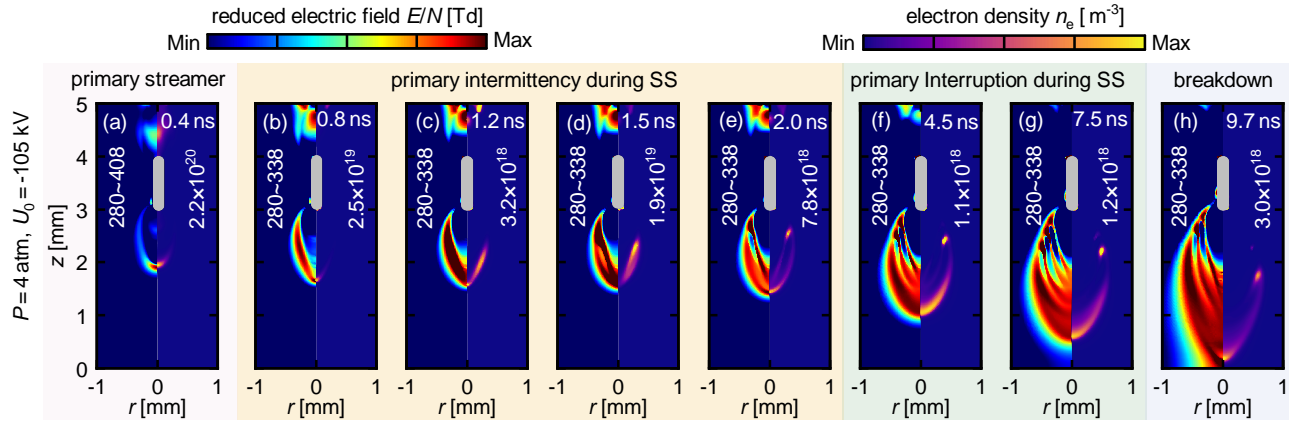 reduced electric field E/N [Td]
electron density nₑ [ m⁻³]
Min Max
Min Max
primary streamer
primary intermittency during SS
primary Interruption during SS
breakdown
P = 4 atm, U₀ = -105 kV
z [mm]
5
4
3
2
1
0
(a) 0.4 ns
280~408
2.2×10²⁰
(b) 0.8 ns
280~338
2.5×10¹⁹
(c) 1.2 ns
280~338
3.2×10¹⁸
(d) 1.5 ns
280~338
1.9×10¹⁹
(e) 2.0 ns
280~338
7.8×10¹⁸
(f) 4.5 ns
280~338
1.1×10¹⁸
(g) 7.5 ns
280~338
1.2×10¹⁸
(h) 9.7 ns
280~338
3.0×10¹⁸
-1 0 1
-1 0 1
-1 0 1
-1 0 1
-1 0 1
-1 0 1
-1 0 1
-1 0 1
r [mm]
r [mm]
r [mm]
r [mm]
r [mm]
r [mm]
r [mm]
r [mm]